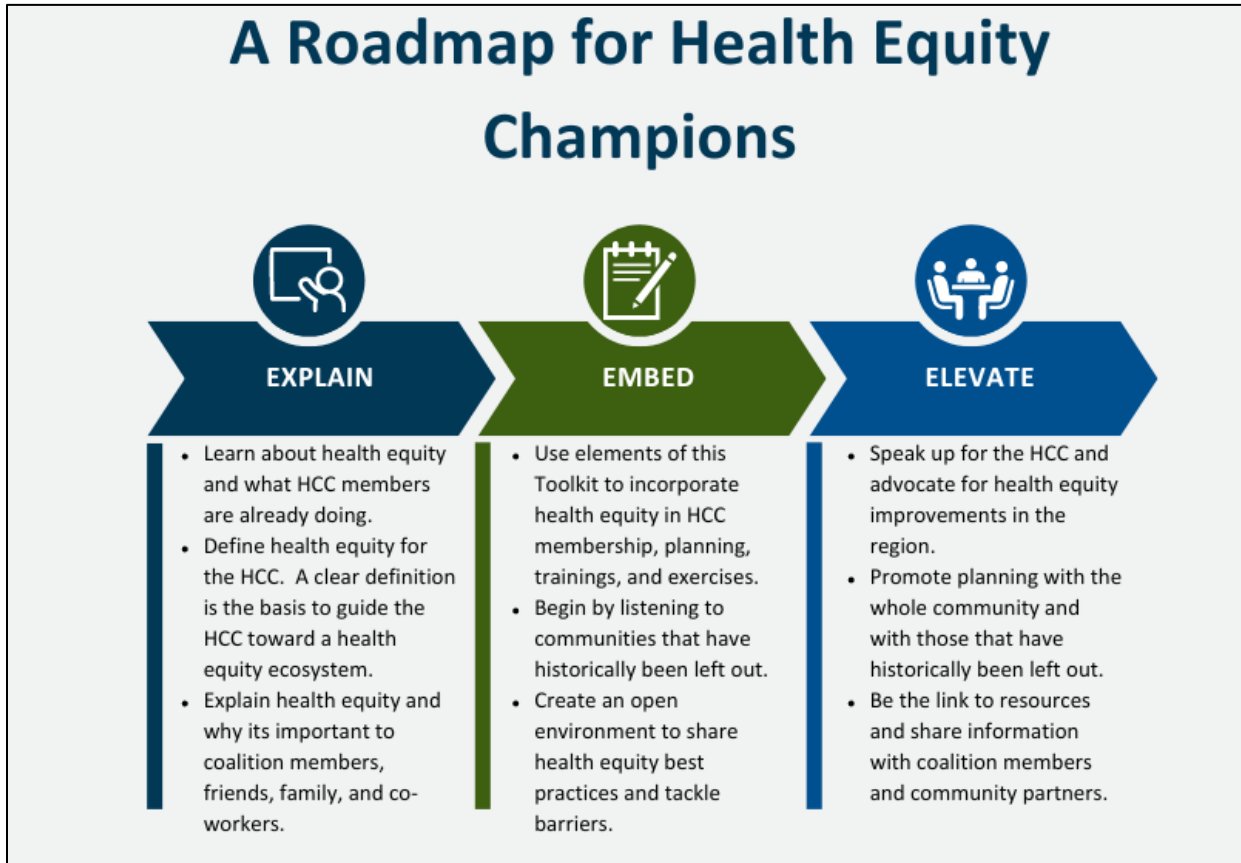 A Roadmap for Health Equity
Champions
EXPLAIN
• Learn about health equity
and what HCC members
are already doing.
• Define health equity for
the HCC.  A clear definition
is the basis to guide the
HCC toward a health
equity ecosystem.
• Explain health equity and
why its important to
coalition members,
friends, family, and co-
workers.
EMBED
• Use elements of this
Toolkit to incorporate
health equity in HCC
membership, planning,
trainings, and exercises.
• Begin by listening to
communities that have
historically been left out.
• Create an open
environment to share
health equity best
practices and tackle
barriers.
ELEVATE
• Speak up for the HCC and
advocate for health equity
improvements in the
region.
• Promote planning with the
whole community and
with those that have
historically been left out.
• Be the link to resources
and share information
with coalition members
and community partners.